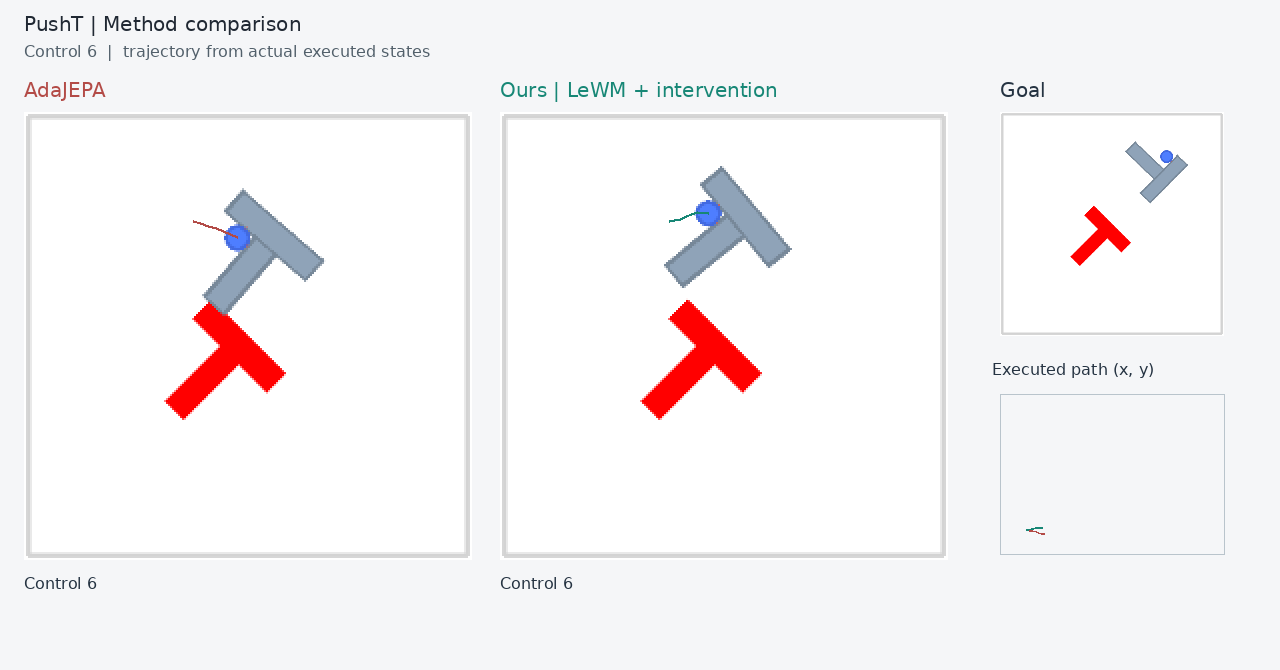 PushT | Method comparison
Control 6  |  trajectory from actual executed states
AdaJEPA
Ours | LeWM + intervention
Goal
Executed path (x, y)
Control 6
Control 6